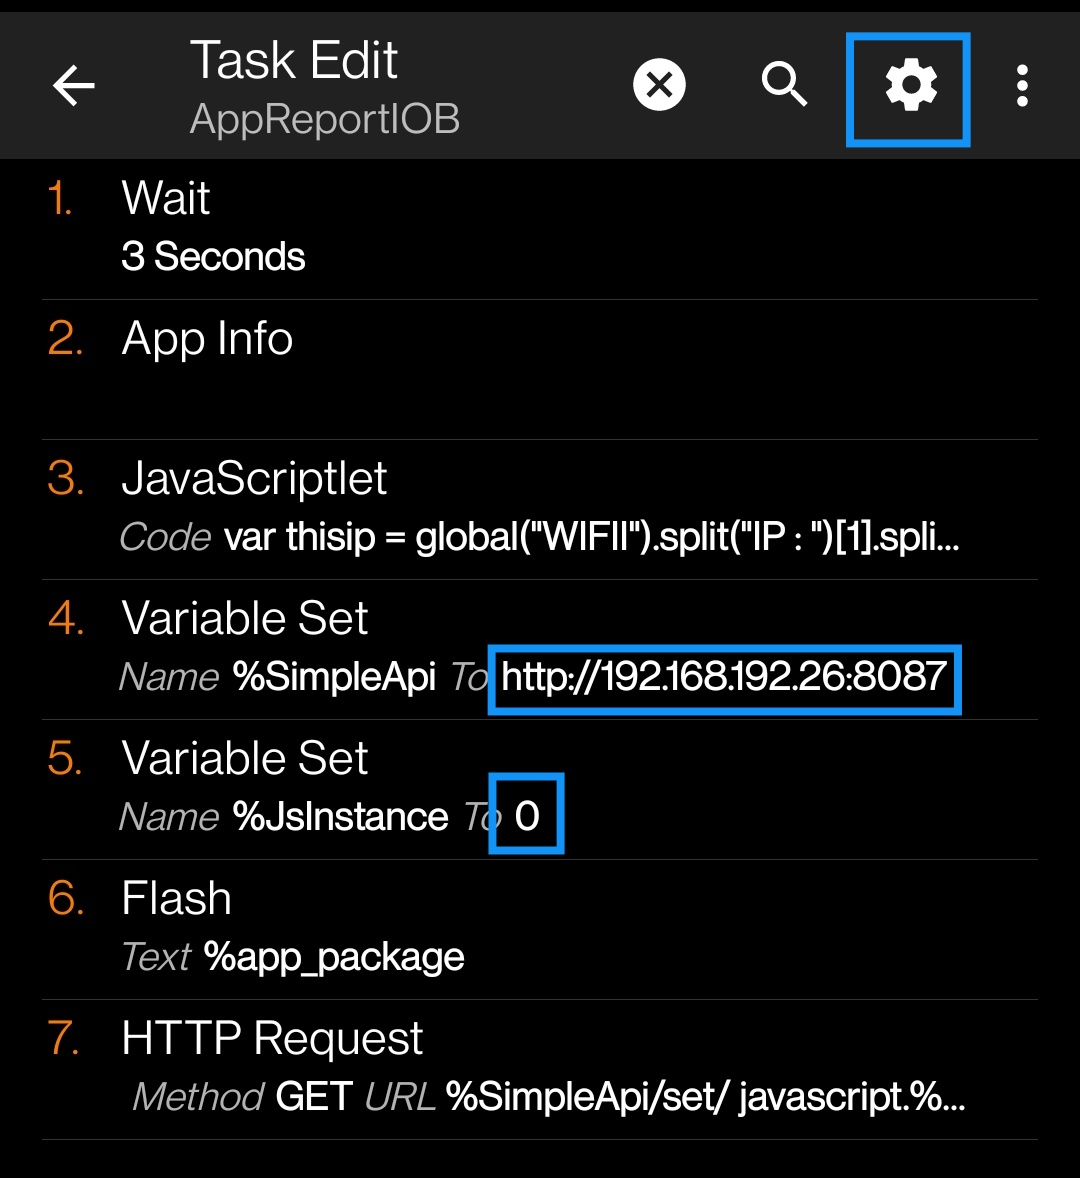 Task Edit
AppReportIOB
1. Wait
3 Seconds
2. App Info
3. JavaScriptlet
Code var thisip = global("WIFII").split("IP : ")[1].spli...
4. Variable Set
Name %SimpleApi To http://192.168.192.26:8087
5. Variable Set
Name %JsInstance To 0
6. Flash
Text %app_package
7. HTTP Request
Method GET URL %SimpleApi/set/ javascript.%...